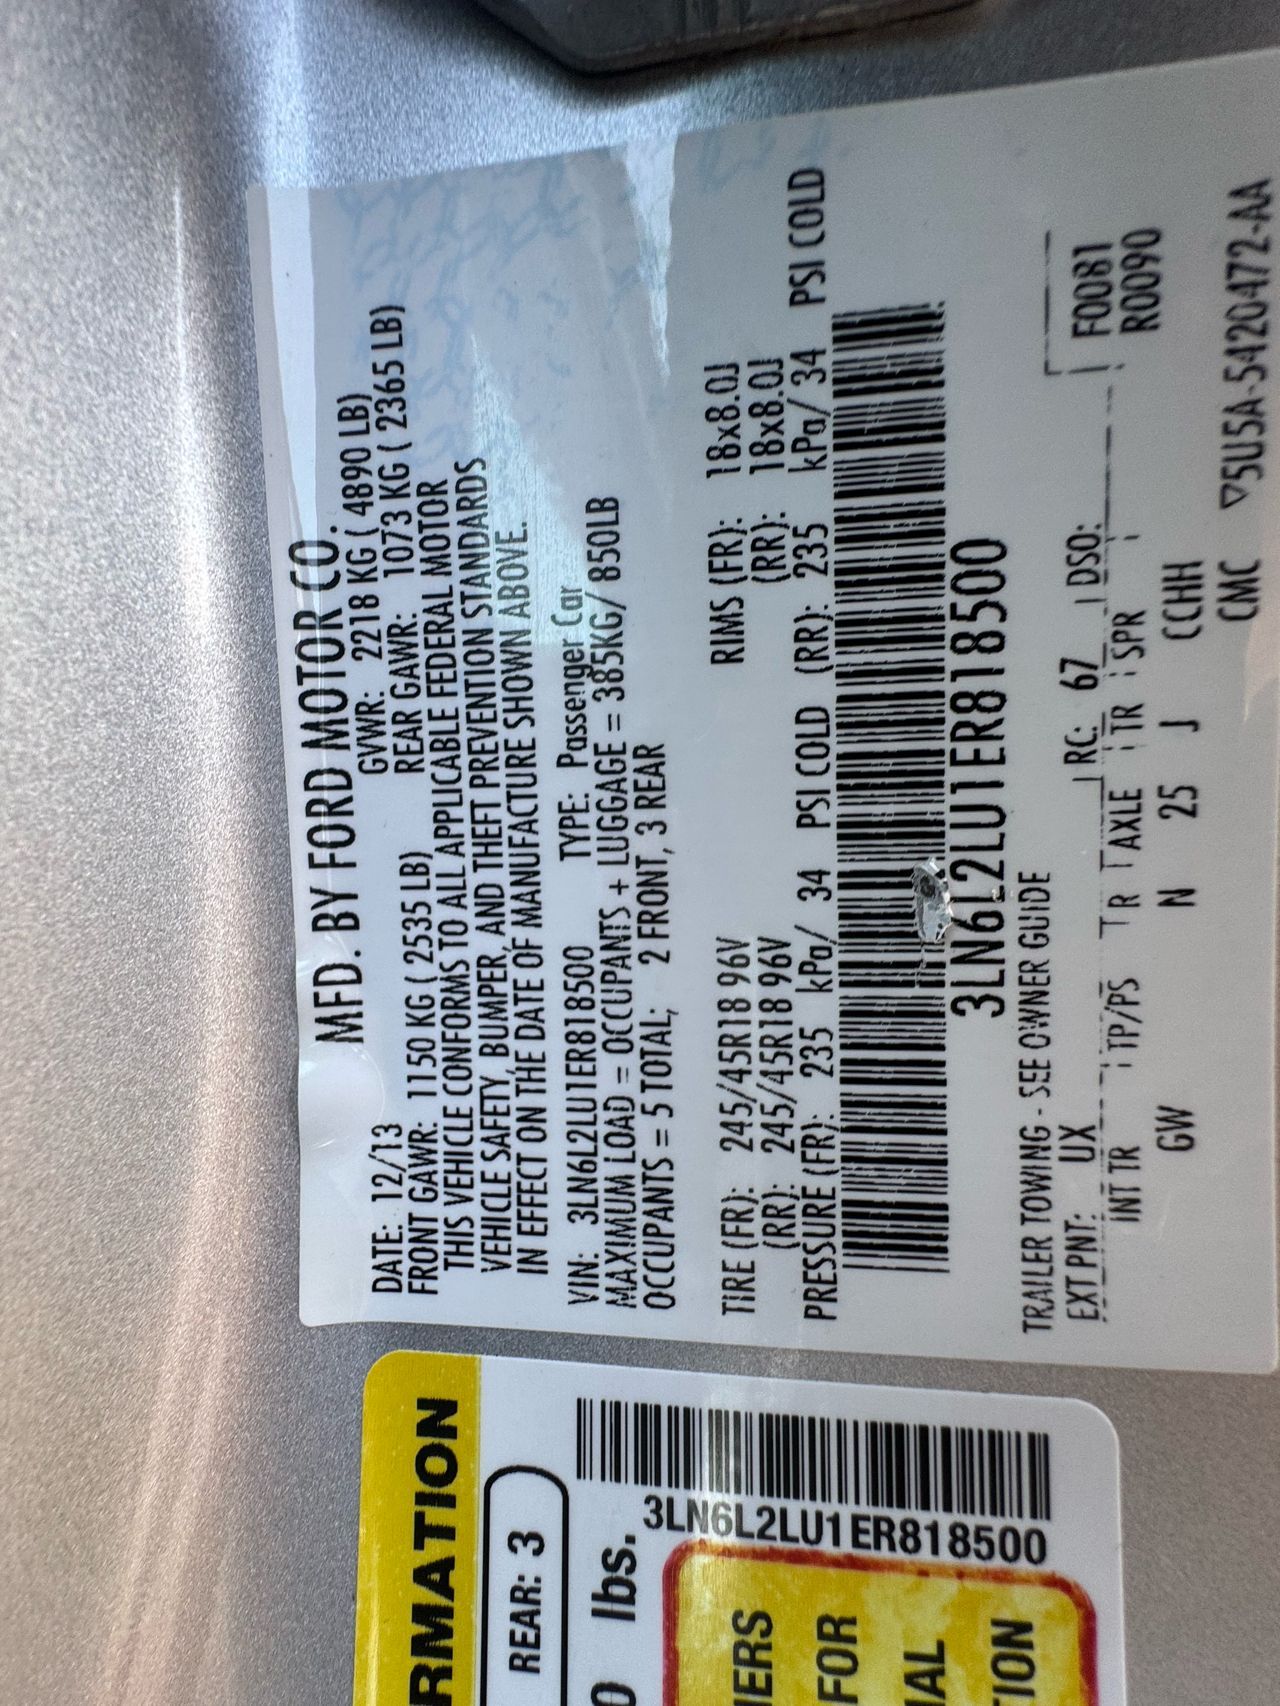 MFD. BY FORD MOTOR CO.
DATE: 12/13 GVWR: 2218 KG ( 4890 LB)
FRONT GAWR: 1150 KG ( 2535 LB) REAR GAWR: 1073 KG ( 2365 LB)
THIS VEHICLE CONFORMS TO ALL APPLICABLE FEDERAL MOTOR
VEHICLE SAFETY, BUMPER, AND THEFT PREVENTION STANDARDS
IN EFFECT ON THE DATE OF MANUFACTURE SHOWN ABOVE.
VIN: 3LN6L2LU1ER818500 TYPE: Passenger Car
MAXIMUM LOAD = OCCUPANTS + LUGGAGE = 385KG/ 850LB
OCCUPANTS = 5 TOTAL; 2 FRONT, 3 REAR
TIRE (FR): 245/45R18 96V RIMS (FR): 18x8.0J
(RR): 245/45R18 96V (RR): 18x8.0J
PRESSURE (FR): 235 kPa/ 34 PSI COLD (RR): 235 kPa/ 34 PSI COLD
3LN6L2LU1ER818500
TRAILER TOWING - SEE OWNER GUIDE
EXT PNT: UX RC: 67 DSO: F0081
INT TR TP/PS TR AXLE TR SPR R0090
GW N 25 J CCHH
CMC ▽5U5A-5420472-AA
RMATION
REAR: 3
0 lbs.
3LN6L2LU1ER818500
IERS
FOR
IAL
TION